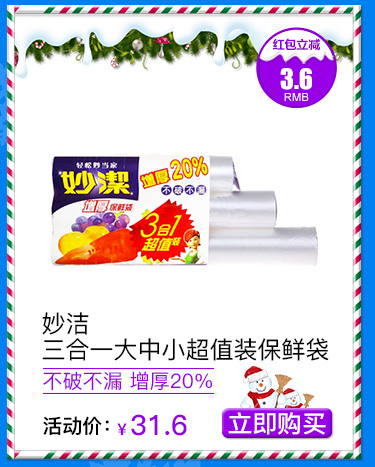 红包立减
3.6
RMB
轻松妙当家
妙潔
增厚20%
不破不漏
增厚保鲜袋
3合1
超值装
妙洁
三合一大中小超值装保鲜袋
不破不漏 增厚20%
活动价：¥31.6
立即购买